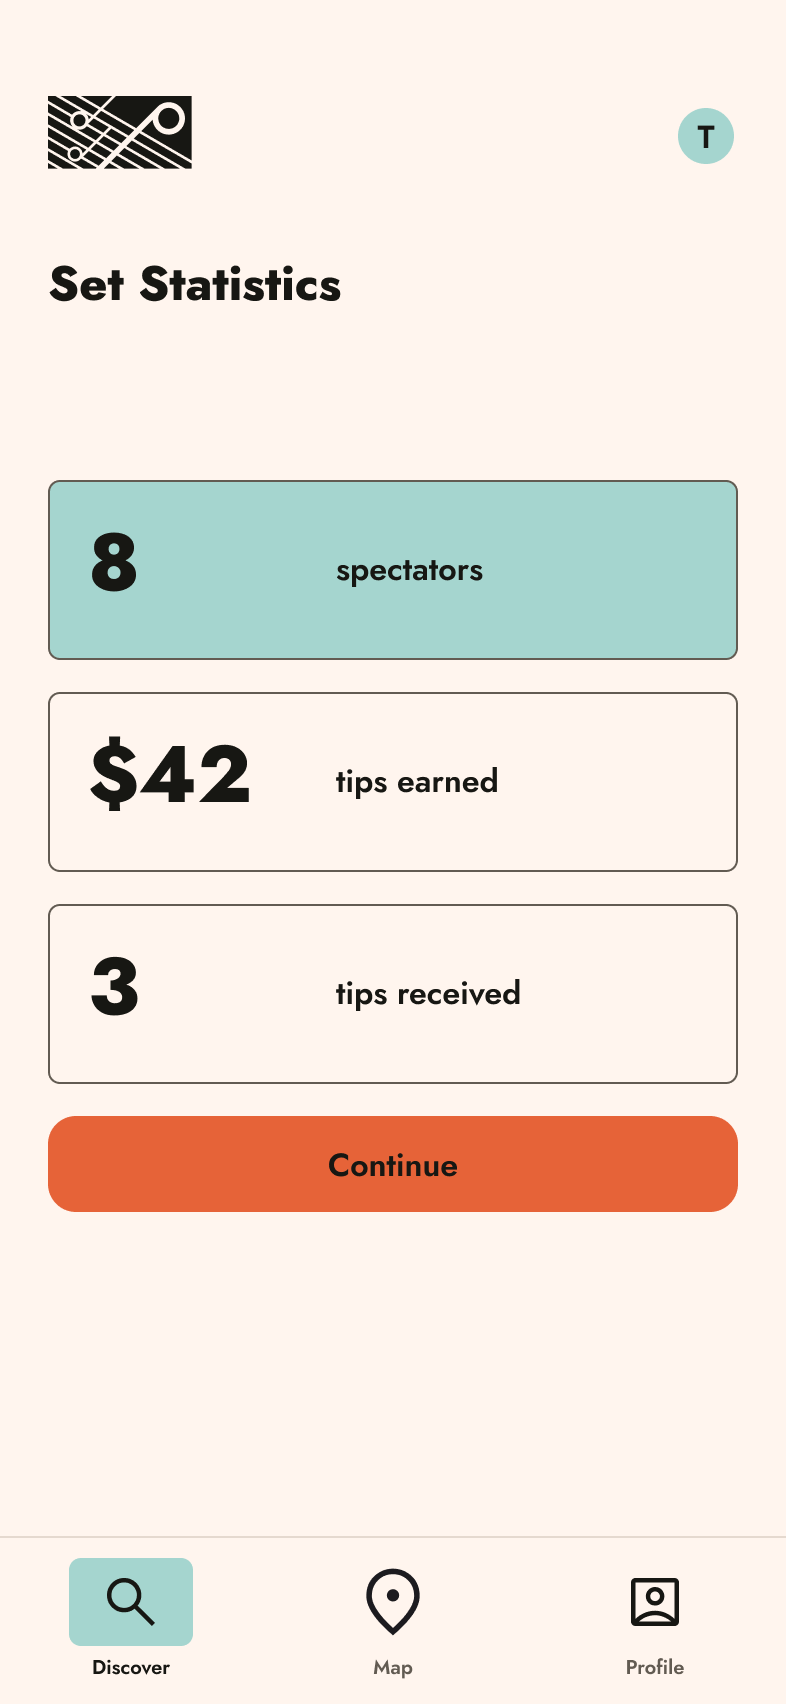 T
Set Statistics
8 spectators
$42 tips earned
3 tips received
Continue
Discover Map Profile